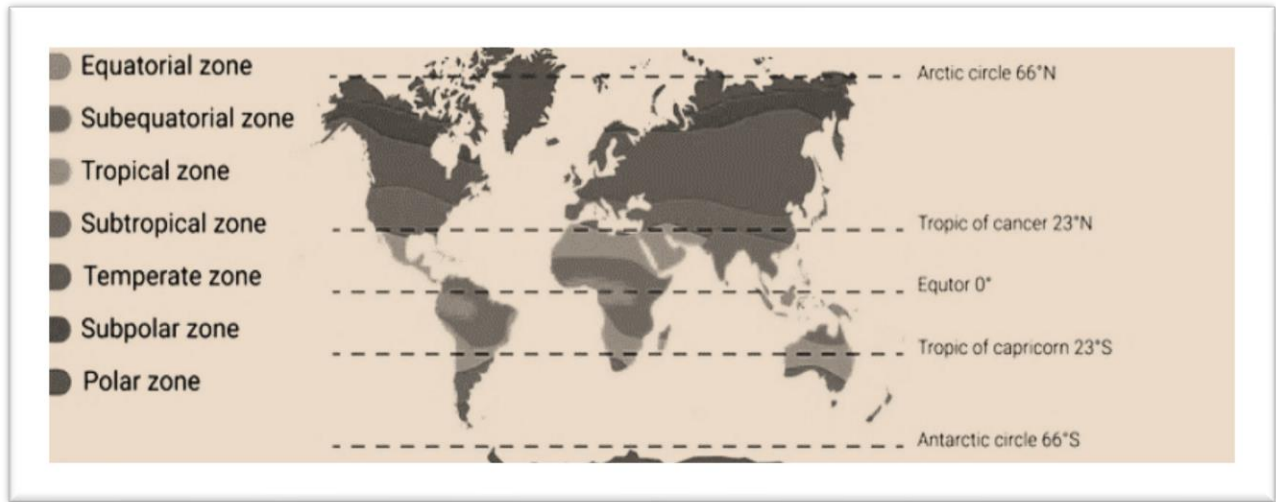 Equatorial zone
Subequatorial zone
Tropical zone
Subtropical zone
Temperate zone
Subpolar zone
Polar zone
Arctic circle 66°N
Tropic of cancer 23°N
Equtor 0°
Tropic of capricorn 23°S
Antarctic circle 66°S